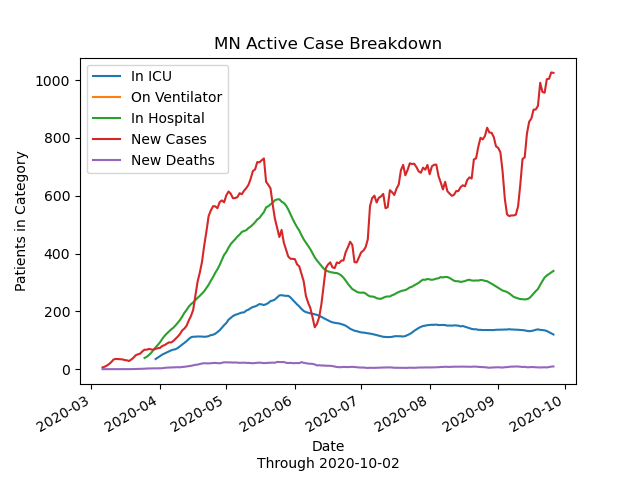 MN Active Case Breakdown
In ICU
On Ventilator
In Hospital
New Cases
New Deaths
Patients in Category
1000
800
600
400
200
0
2020-03
2020-04
2020-05
2020-06
2020-07
2020-08
2020-09
2020-10
Date
Through 2020-10-02